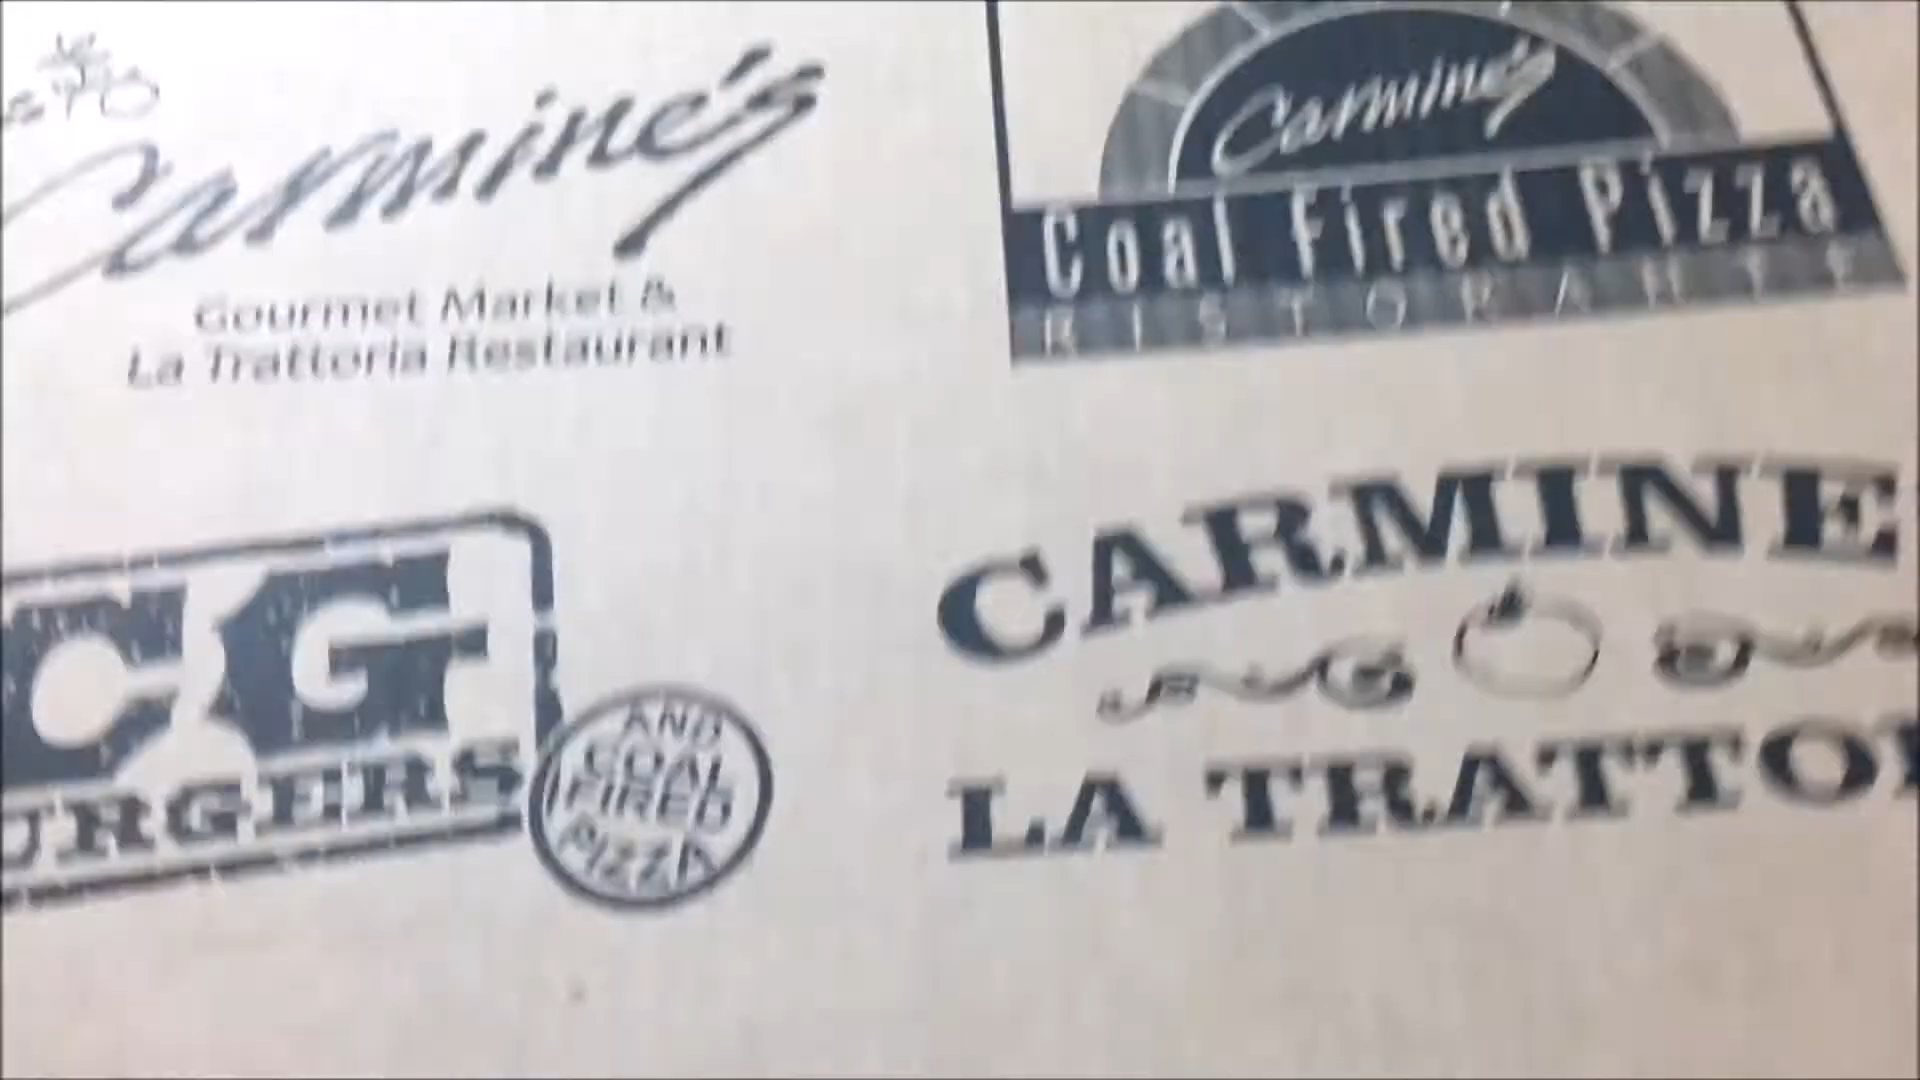 Carmine's
Gourmet Market &
La Trattoria Restaurant
Carmine's
Coal Fired Pizza
RISTORANTE
CG
URGERS
AND
COAL
FIRED
PIZZA
CARMINE
LA TRATTO